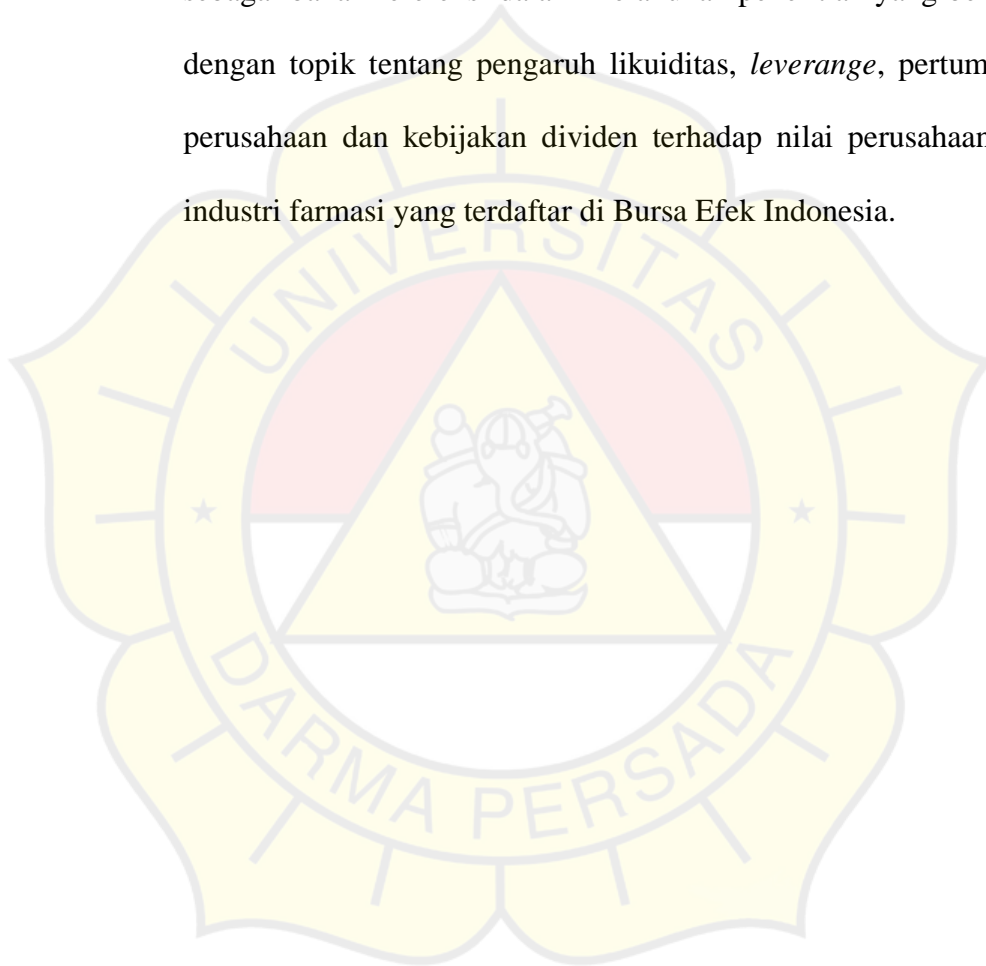 dengan topik tentang pengaruh likuiditas, leverange, pertum
perusahaan dan kebijakan dividen terhadap nilai perusahaan
industri farmasi yang terdaftar di Bursa Efek Indonesia.
UNIVERSITAS
DARMA PERSADA